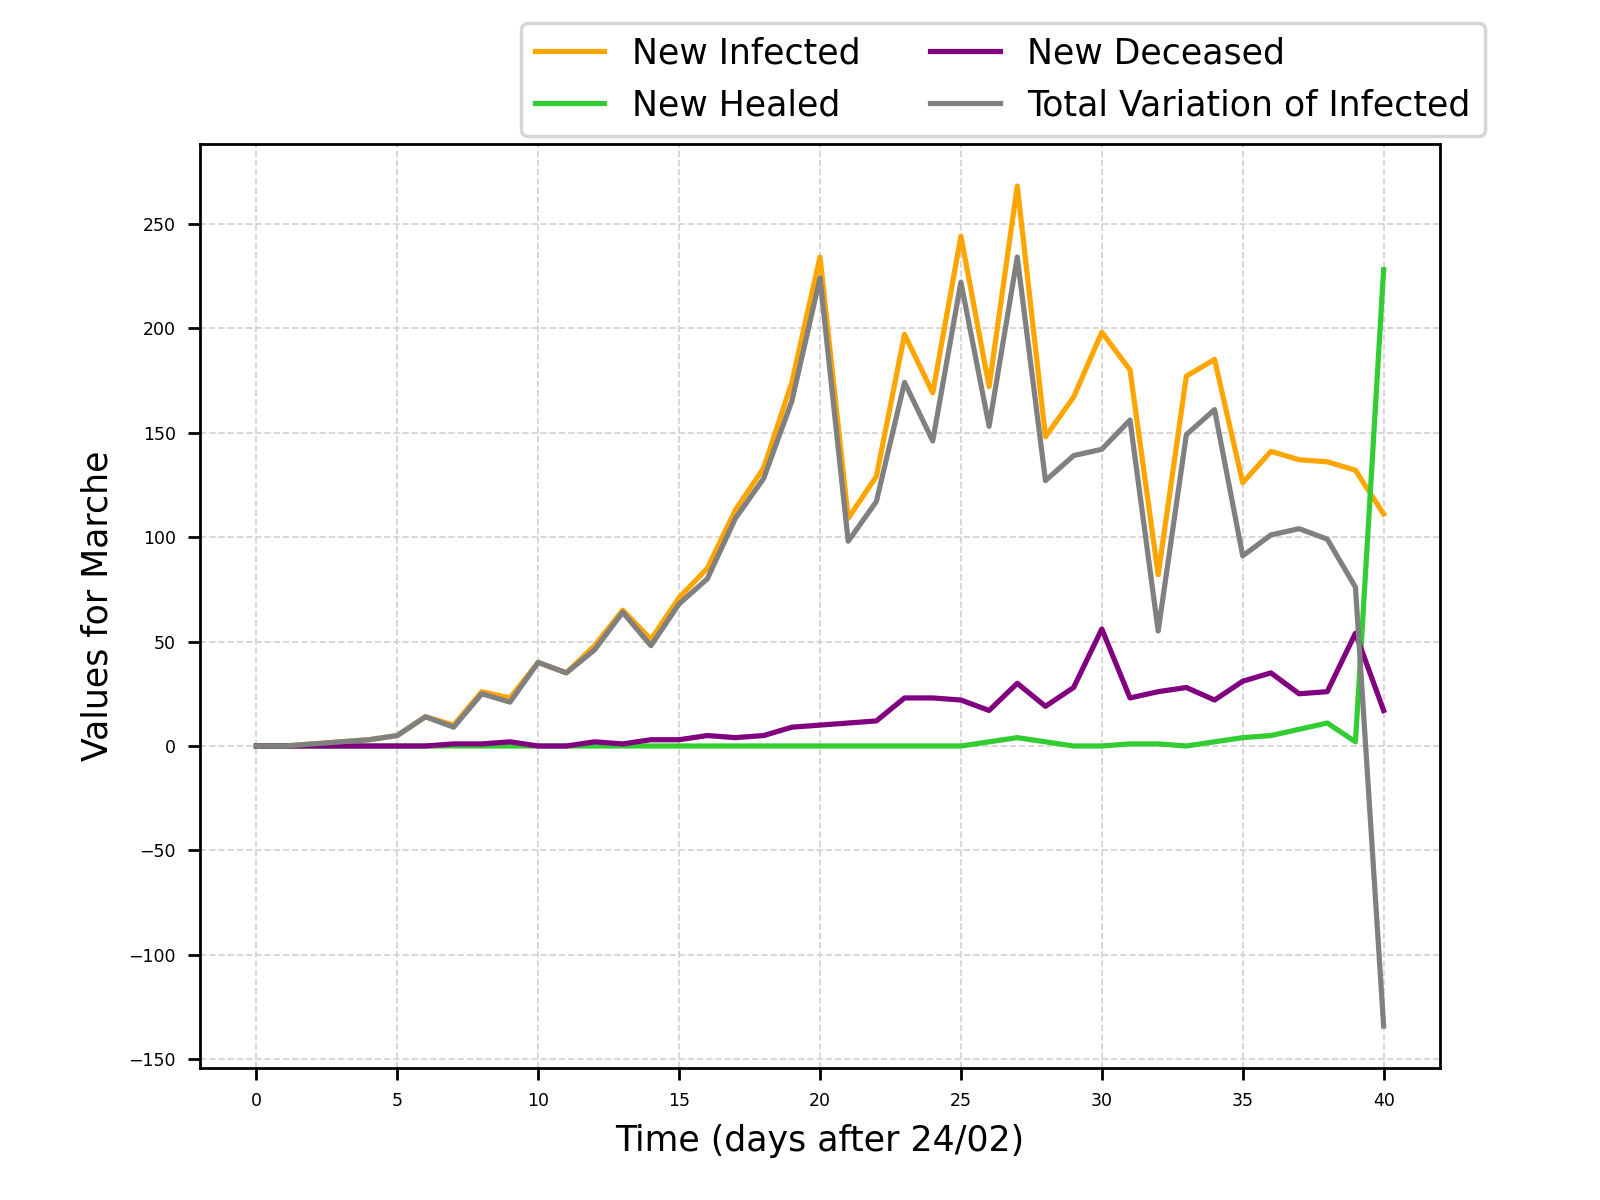 New Infected
New Healed
New Deceased
Total Variation of Infected
Values for Marche
250
200
150
100
50
0
−50
−100
−150
0 5 10 15 20 25 30 35 40
Time (days after 24/02)